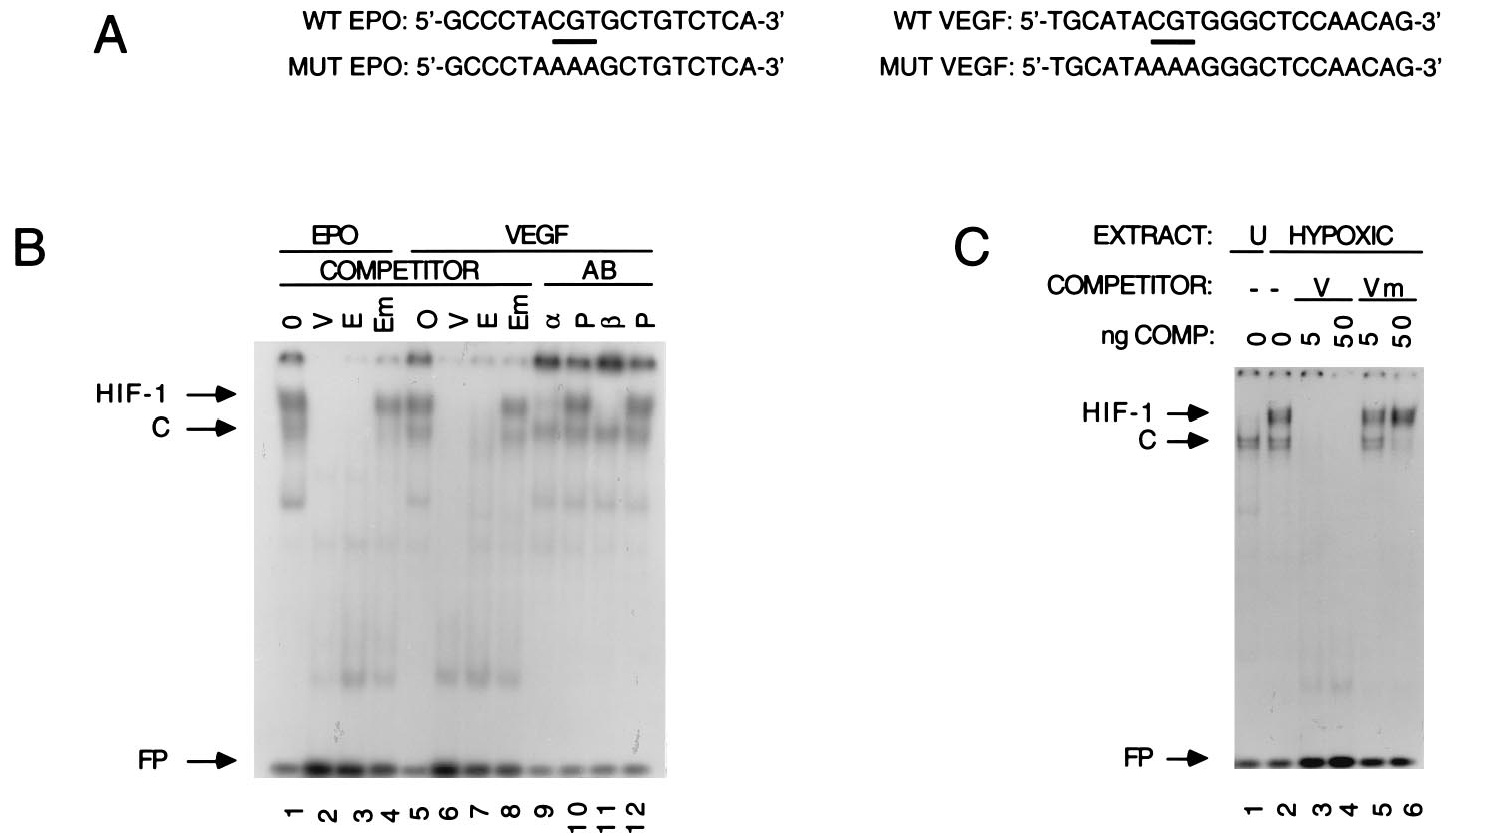 A
WT EPO: 5'-GCCCTACGTGCTGTCTCA-3'
MUT EPO: 5'-GCCCTAAAAGCTGTCTCA-3'
WT VEGF: 5'-TGCATACGTGGGCTCCAACAG-3'
MUT VEGF: 5'-TGCATAAAAGGGCTCCAACAG-3'
B
EPO VEGF
COMPETITOR AB
0 V E Em O V E Em α P β P
HIF-1
C
FP
1 2 3 4 5 6 7 8 9 10 11 12
C
EXTRACT: U HYPOXIC
COMPETITOR: - - V Vm
ng COMP: 0 0 5 50 5 50
HIF-1
C
FP
1 2 3 4 5 6